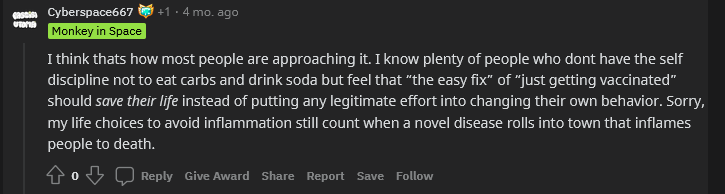 Cyberspace667 +1 · 4 mo. ago
Monkey in Space
I think thats how most people are approaching it. I know plenty of people who dont have the self
discipline not to eat carbs and drink soda but feel that “the easy fix” of “just getting vaccinated”
should save their life instead of putting any legitimate effort into changing their own behavior. Sorry,
my life choices to avoid inflammation still count when a novel disease rolls into town that inflames
people to death.
0 Reply Give Award Share Report Save Follow